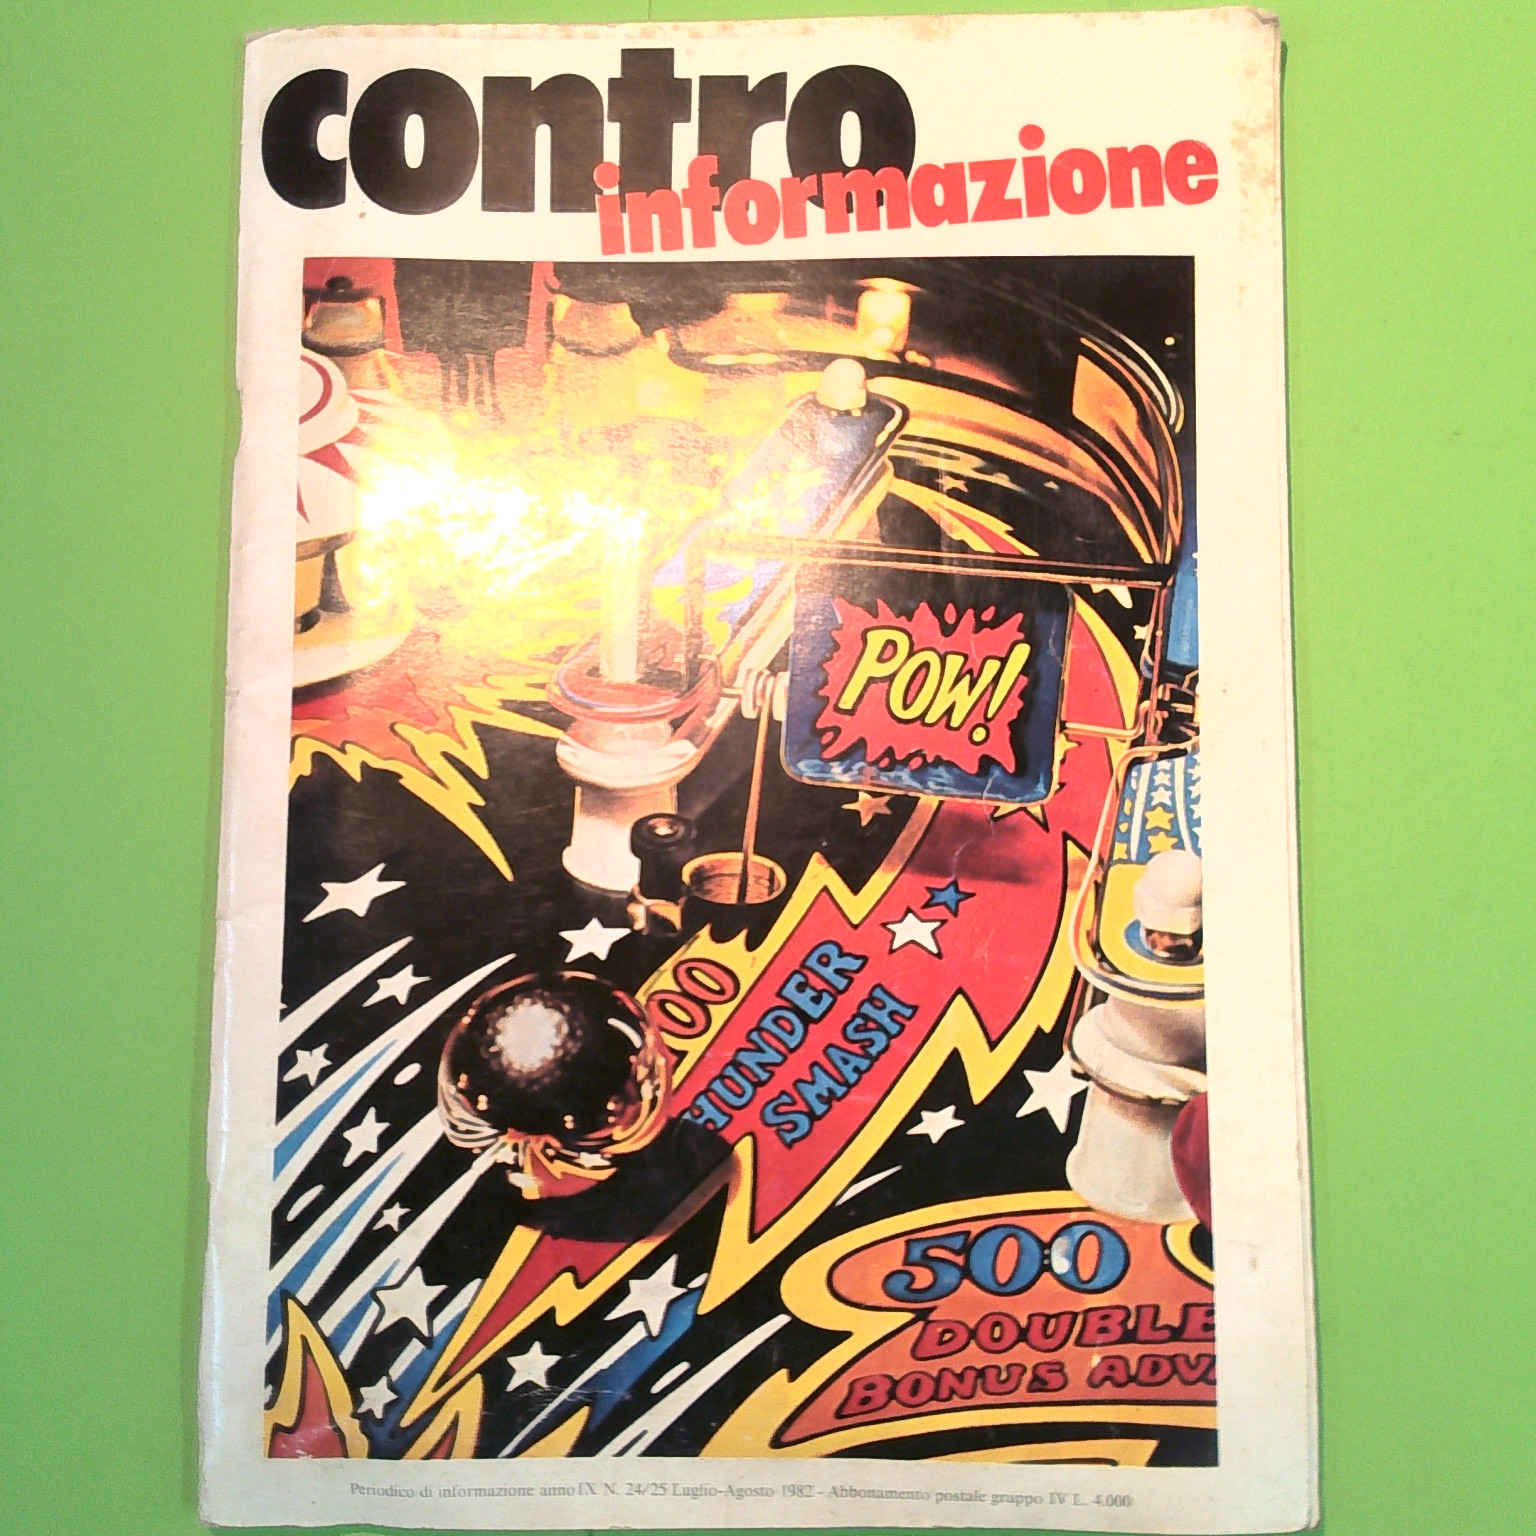 contro
informazione
POW!
00
HUNDER
SMASH
500
DOUBLE
BONUS ADVA
Periodico di informazione anno IX N. 24/25 Luglio-Agosto 1982 - Abbonamento postale gruppo IV L. 4.000